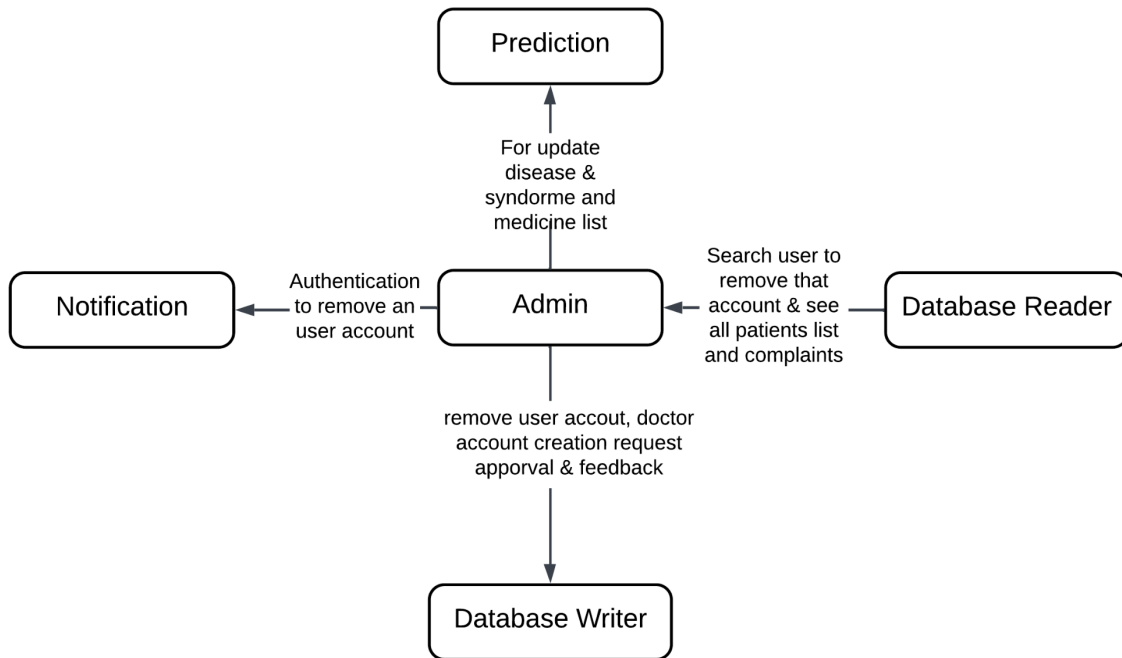 Prediction
For update
disease &
syndorme and
medicine list
Notification
Authentication
to remove an
user account
Admin
Search user to
remove that
account & see
all patients list
and complaints
Database Reader
remove user accout, doctor
account creation request
apporval & feedback
Database Writer